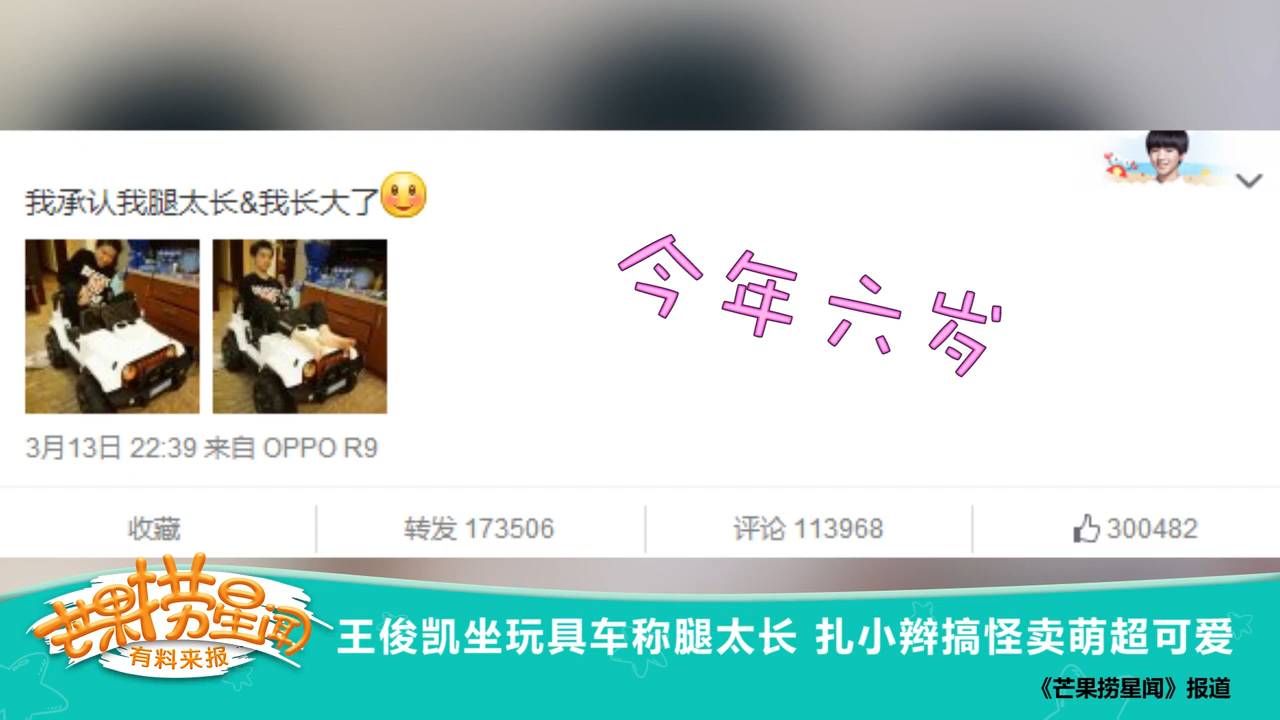 我承认我腿太长&我长大了
今年六岁
3月13日 22:39 来自 OPPO R9
收藏
转发 173506
评论 113968
300482
芒果捞星闻
有料来报
王俊凯坐玩具车称腿太长 扎小辫搞怪卖萌超可爱
《芒果捞星闻》报道